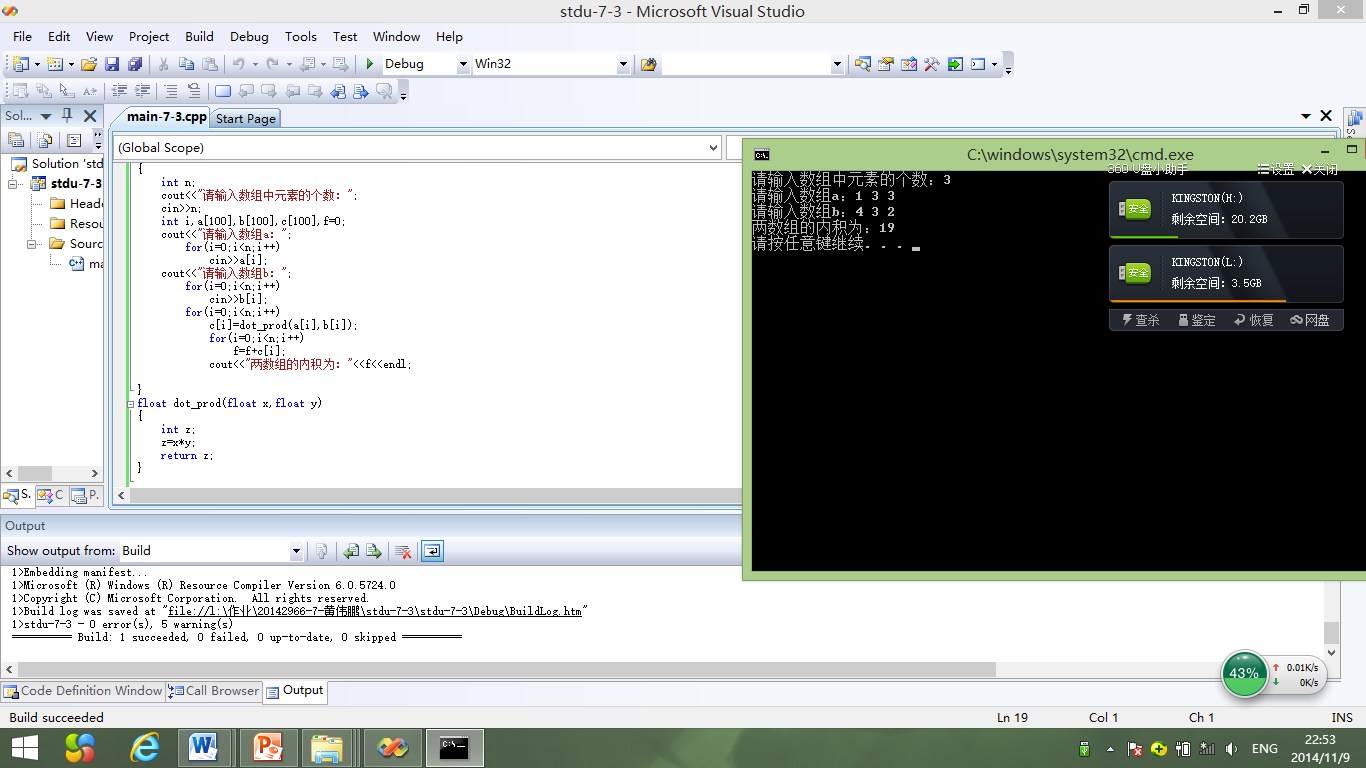 stdu-7-3 - Microsoft Visual Studio
File Edit View Project Build Debug Tools Test Window Help
Debug Win32
Sol...
main-7-3.cpp Start Page
(Global Scope)
Solution 'std
stdu-7-3
Heade
Resou
Sourc
ma
S. C P.
{
int n;
cout<<"请输入数组中元素的个数: ";
cin>>n;
int i,a[100],b[100],c[100],f=0;
cout<<"请输入数组a: ";
for(i=0;i<n;i++)
cin>>a[i];
cout<<"请输入数组b: ";
for(i=0;i<n;i++)
cin>>b[i];
for(i=0;i<n;i++)
c[i]=dot_prod(a[i],b[i]);
for(i=0;i<n;i++)
f=f+c[i];
cout<<"两数组的内积为: "<<f<<endl;
}
float dot_prod(float x,float y)
{
int z;
z=x*y;
return z;
}
C:\windows\system32\cmd.exe
请输入数组中元素的个数: 3
请输入数组a: 1 3 3
请输入数组b: 4 3 2
两数组的内积为: 19
请按任意键继续. . .
360 U盘小助手 设置 关闭
安全
KINGSTON(H:)
剩余空间: 20.2GB
安全
KINGSTON(L:)
剩余空间: 3.5GB
查杀 鉴定 恢复 网盘
Output
Show output from: Build
1>Embedding manifest...
1>Microsoft (R) Windows (R) Resource Compiler Version 6.0.5724.0
1>Copyright (C) Microsoft Corporation. All rights reserved.
1>Build log was saved at "file://l:\作业\20142966-7-黄伟鹏\stdu-7-3\stdu-7-3\Debug\BuildLog.htm"
1>stdu-7-3 - 0 error(s), 5 warning(s)
========== Build: 1 succeeded, 0 failed, 0 up-to-date, 0 skipped ==========
43% 0.01K/s
0K/s
Code Definition Window Call Browser Output
Build succeeded Ln 19 Col 1 Ch 1 INS
ENG
22:53
2014/11/9